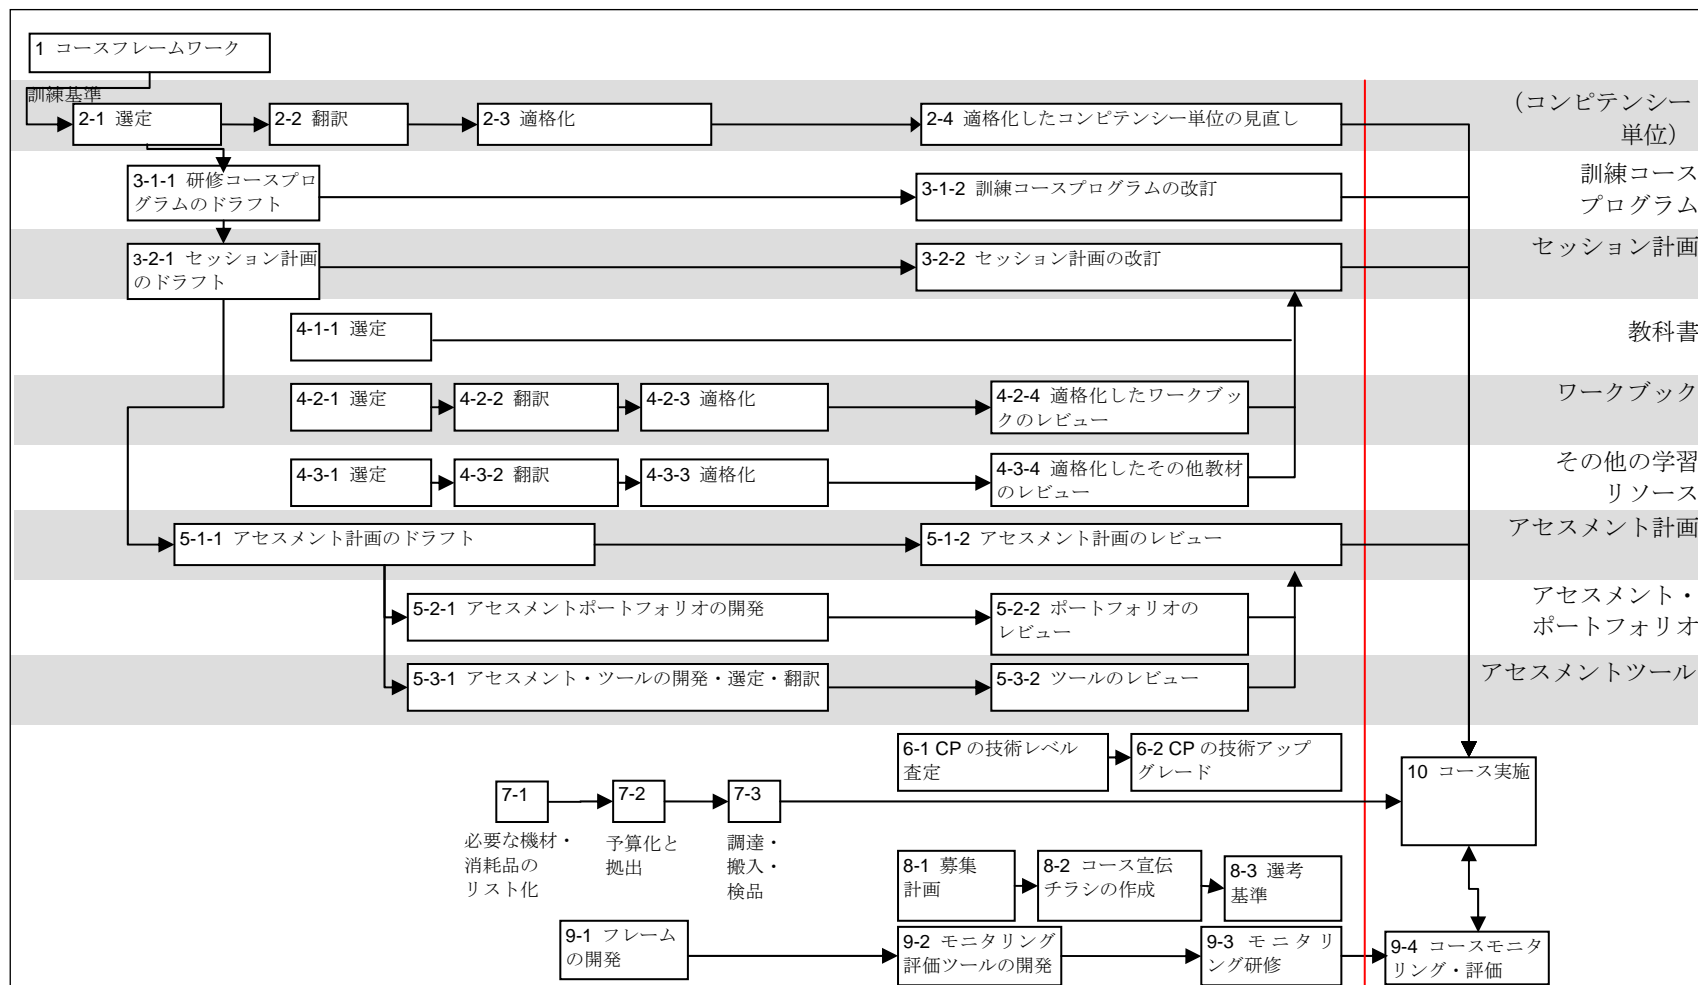 1 コースフレームワーク
訓練基準
2-1 選定
2-2 翻訳
2-3 適格化
2-4 適格化したコンピテンシー単位の見直し
（コンピテンシー
単位）
3-1-1 研修コースプロ
グラムのドラフト
3-1-2 訓練コースプログラムの改訂
訓練コース
プログラム
3-2-1 セッション計画
のドラフト
3-2-2 セッション計画の改訂
セッション計画
4-1-1 選定
教科書
4-2-1 選定
4-2-2 翻訳
4-2-3 適格化
4-2-4 適格化したワークブッ
クのレビュー
ワークブック
4-3-1 選定
4-3-2 翻訳
4-3-3 適格化
4-3-4 適格化したその他教材
のレビュー
その他の学習
リソース
5-1-1 アセスメント計画のドラフト
5-1-2 アセスメント計画のレビュー
アセスメント計画
5-2-1 アセスメントポートフォリオの開発
5-2-2 ポートフォリオの
レビュー
アセスメント・
ポートフォリオ
5-3-1 アセスメント・ツールの開発・選定・翻訳
5-3-2 ツールのレビュー
アセスメントツール
6-1 CP の技術レベル
査定
6-2 CP の技術アップ
グレード
10 コース実施
7-1
必要な機材・
消耗品の
リスト化
7-2
予算化と
拠出
7-3
調達・
搬入・
検品
8-1 募集
計画
8-2 コース宣伝
チラシの作成
8-3 選考
基準
9-1 フレーム
の開発
9-2 モニタリング
評価ツールの開発
9-3 モニタリ
ング研修
9-4 コースモニタ
リング・評価